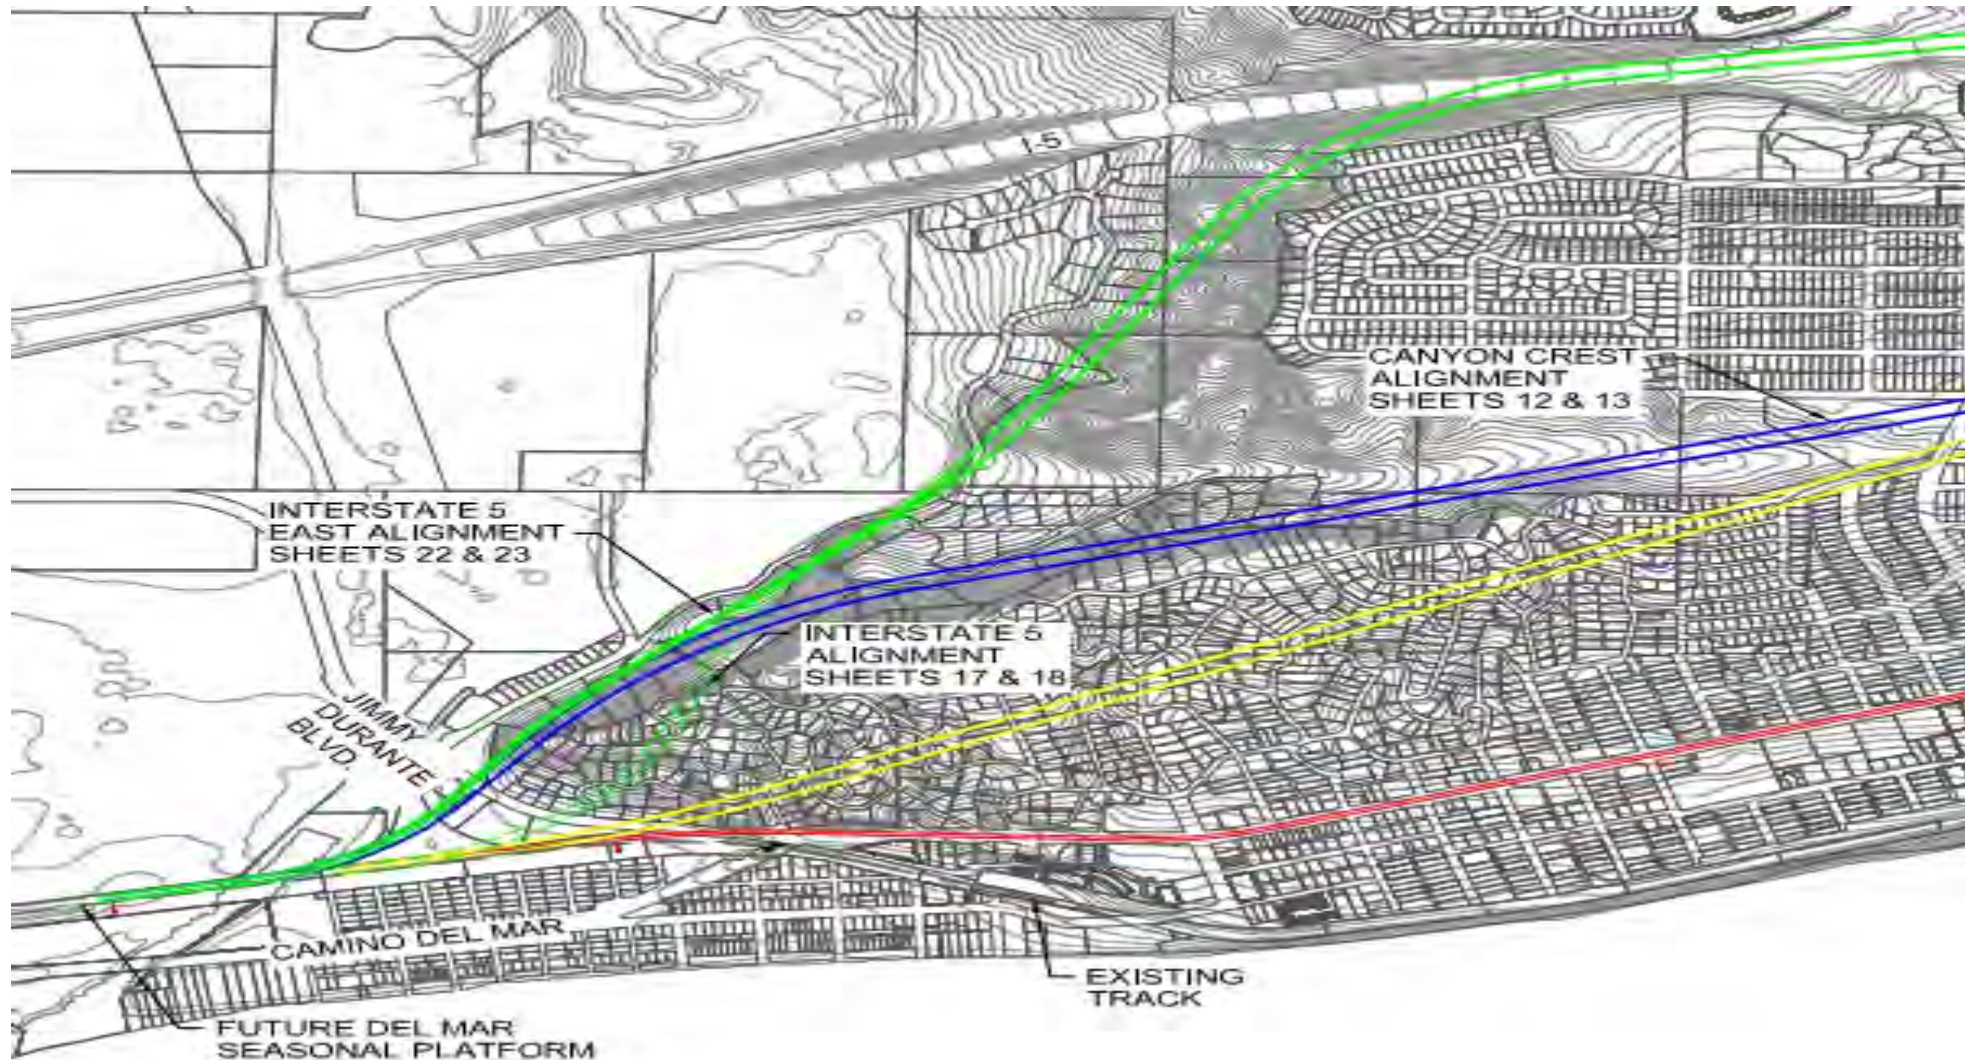 I-5
CANYON CREST
ALIGNMENT
SHEETS 12 & 13
INTERSTATE 5
EAST ALIGNMENT
SHEETS 22 & 23
INTERSTATE 5
ALIGNMENT
SHEETS 17 & 18
JIMMY
DURANTE
BLVD.
CAMINO DEL MAR
EXISTING
TRACK
FUTURE DEL MAR
SEASONAL PLATFORM